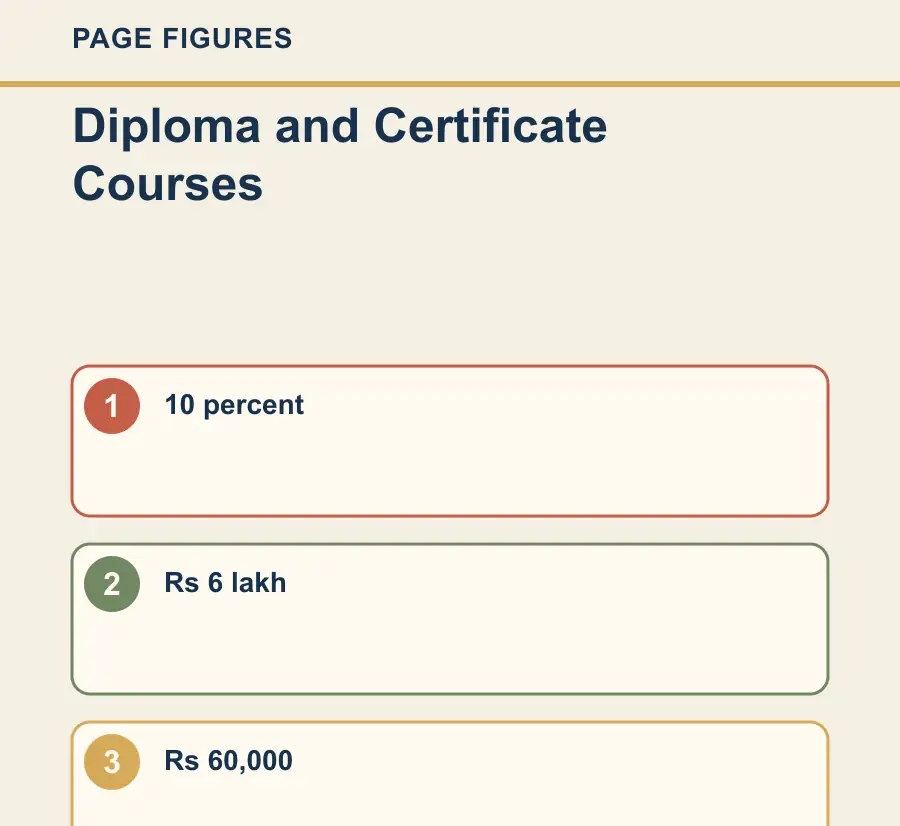 PAGE FIGURES
Diploma and Certificate
Courses
1 10 percent
2 Rs 6 lakh
3 Rs 60,000